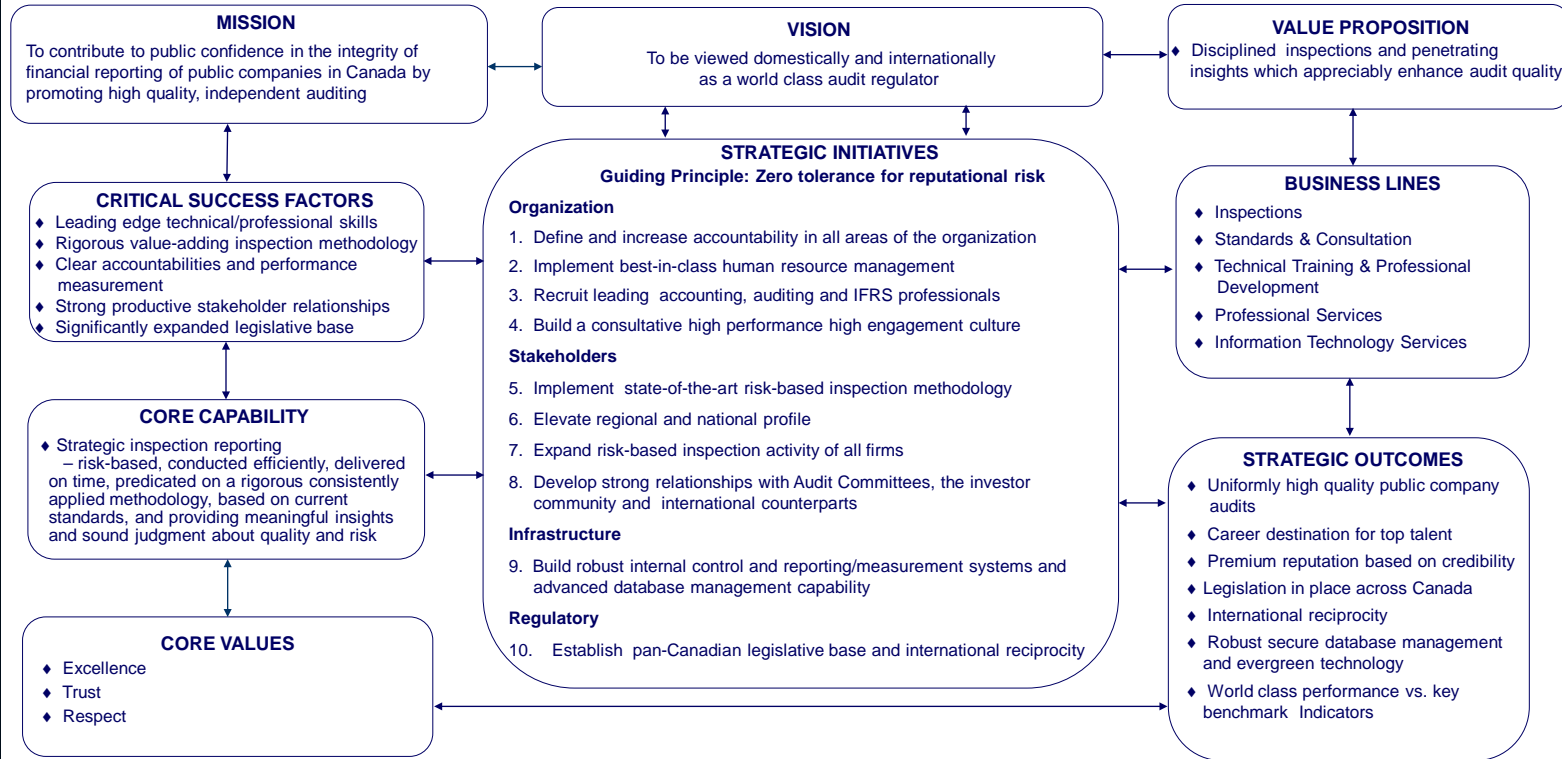 MISSION
To contribute to public confidence in the integrity of
financial reporting of public companies in Canada by
promoting high quality, independent auditing
VISION
To be viewed domestically and internationally
as a world class audit regulator
VALUE PROPOSITION
♦ Disciplined inspections and penetrating
insights which appreciably enhance audit quality
CRITICAL SUCCESS FACTORS
♦ Leading edge technical/professional skills
♦ Rigorous value-adding inspection methodology
♦ Clear accountabilities and performance
measurement
♦ Strong productive stakeholder relationships
♦ Significantly expanded legislative base
STRATEGIC INITIATIVES
Guiding Principle: Zero tolerance for reputational risk
Organization
1. Define and increase accountability in all areas of the organization
2. Implement best-in-class human resource management
3. Recruit leading accounting, auditing and IFRS professionals
4. Build a consultative high performance high engagement culture
Stakeholders
5. Implement state-of-the-art risk-based inspection methodology
6. Elevate regional and national profile
7. Expand risk-based inspection activity of all firms
8. Develop strong relationships with Audit Committees, the investor
community and international counterparts
Infrastructure
9. Build robust internal control and reporting/measurement systems and
advanced database management capability
Regulatory
10. Establish pan-Canadian legislative base and international reciprocity
BUSINESS LINES
♦ Inspections
♦ Standards & Consultation
♦ Technical Training & Professional
Development
♦ Professional Services
♦ Information Technology Services
CORE CAPABILITY
♦ Strategic inspection reporting
– risk-based, conducted efficiently, delivered
on time, predicated on a rigorous consistently
applied methodology, based on current
standards, and providing meaningful insights
and sound judgment about quality and risk
STRATEGIC OUTCOMES
♦ Uniformly high quality public company
audits
♦ Career destination for top talent
♦ Premium reputation based on credibility
♦ Legislation in place across Canada
♦ International reciprocity
♦ Robust secure database management
and evergreen technology
♦ World class performance vs. key
benchmark Indicators
CORE VALUES
♦ Excellence
♦ Trust
♦ Respect